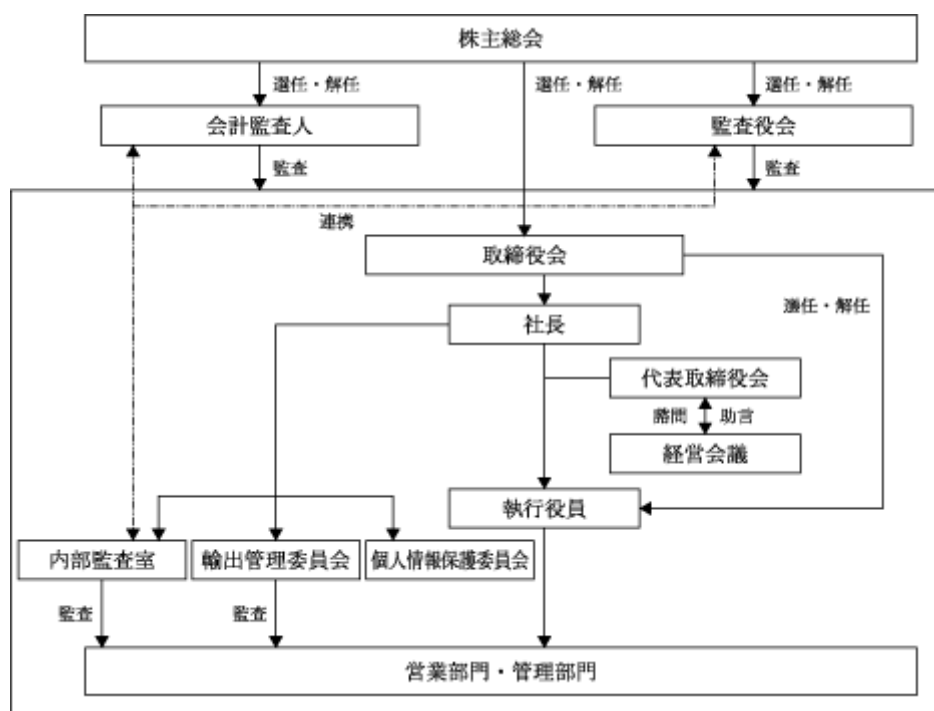 株主総会
選任・解任
選任・解任
選任・解任
会計監査人
監査役会
監査
監査
連携
取締役会
選任・解任
社長
代表取締役会
諮問
助言
経営会議
執行役員
内部監査室
輸出管理委員会
個人情報保護委員会
監査
監査
営業部門・管理部門